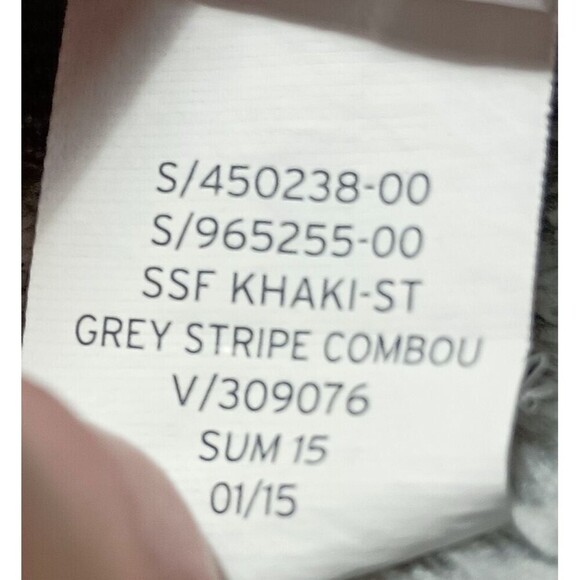 S/450238-00
S/965255-00
SSF KHAKI-ST
GREY STRIPE COMBOU
V/309076
SUM 15
01/15